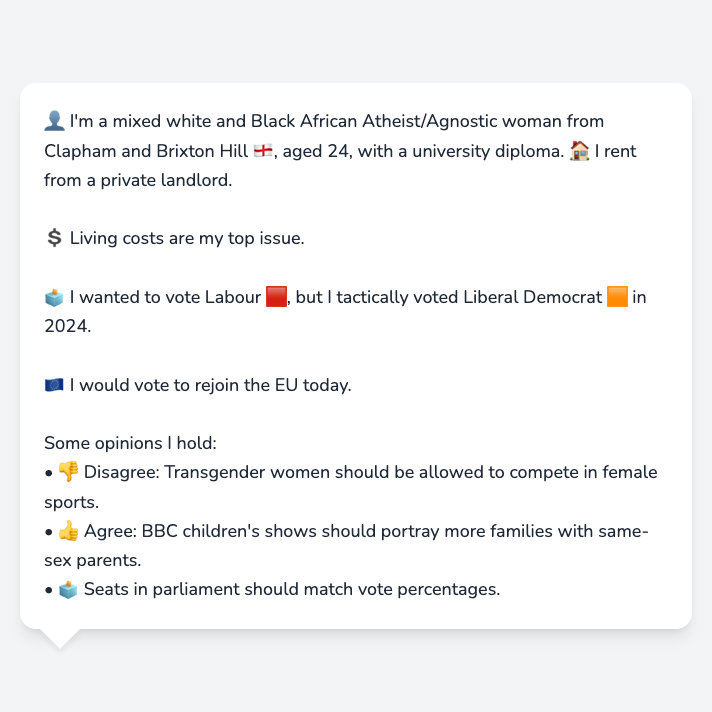 👤 I'm a mixed white and Black African Atheist/Agnostic woman from
Clapham and Brixton Hill 🏴󠁧󠁢󠁥󠁮󠁧󠁿, aged 24, with a university diploma. 🏠 I rent
from a private landlord.
💲 Living costs are my top issue.
🗳️ I wanted to vote Labour 🟥, but I tactically voted Liberal Democrat 🟧 in
2024.
🇪🇺 I would vote to rejoin the EU today.
Some opinions I hold:
• 👎 Disagree: Transgender women should be allowed to compete in female
sports.
• 👍 Agree: BBC children's shows should portray more families with same-
sex parents.
• 🗳️ Seats in parliament should match vote percentages.